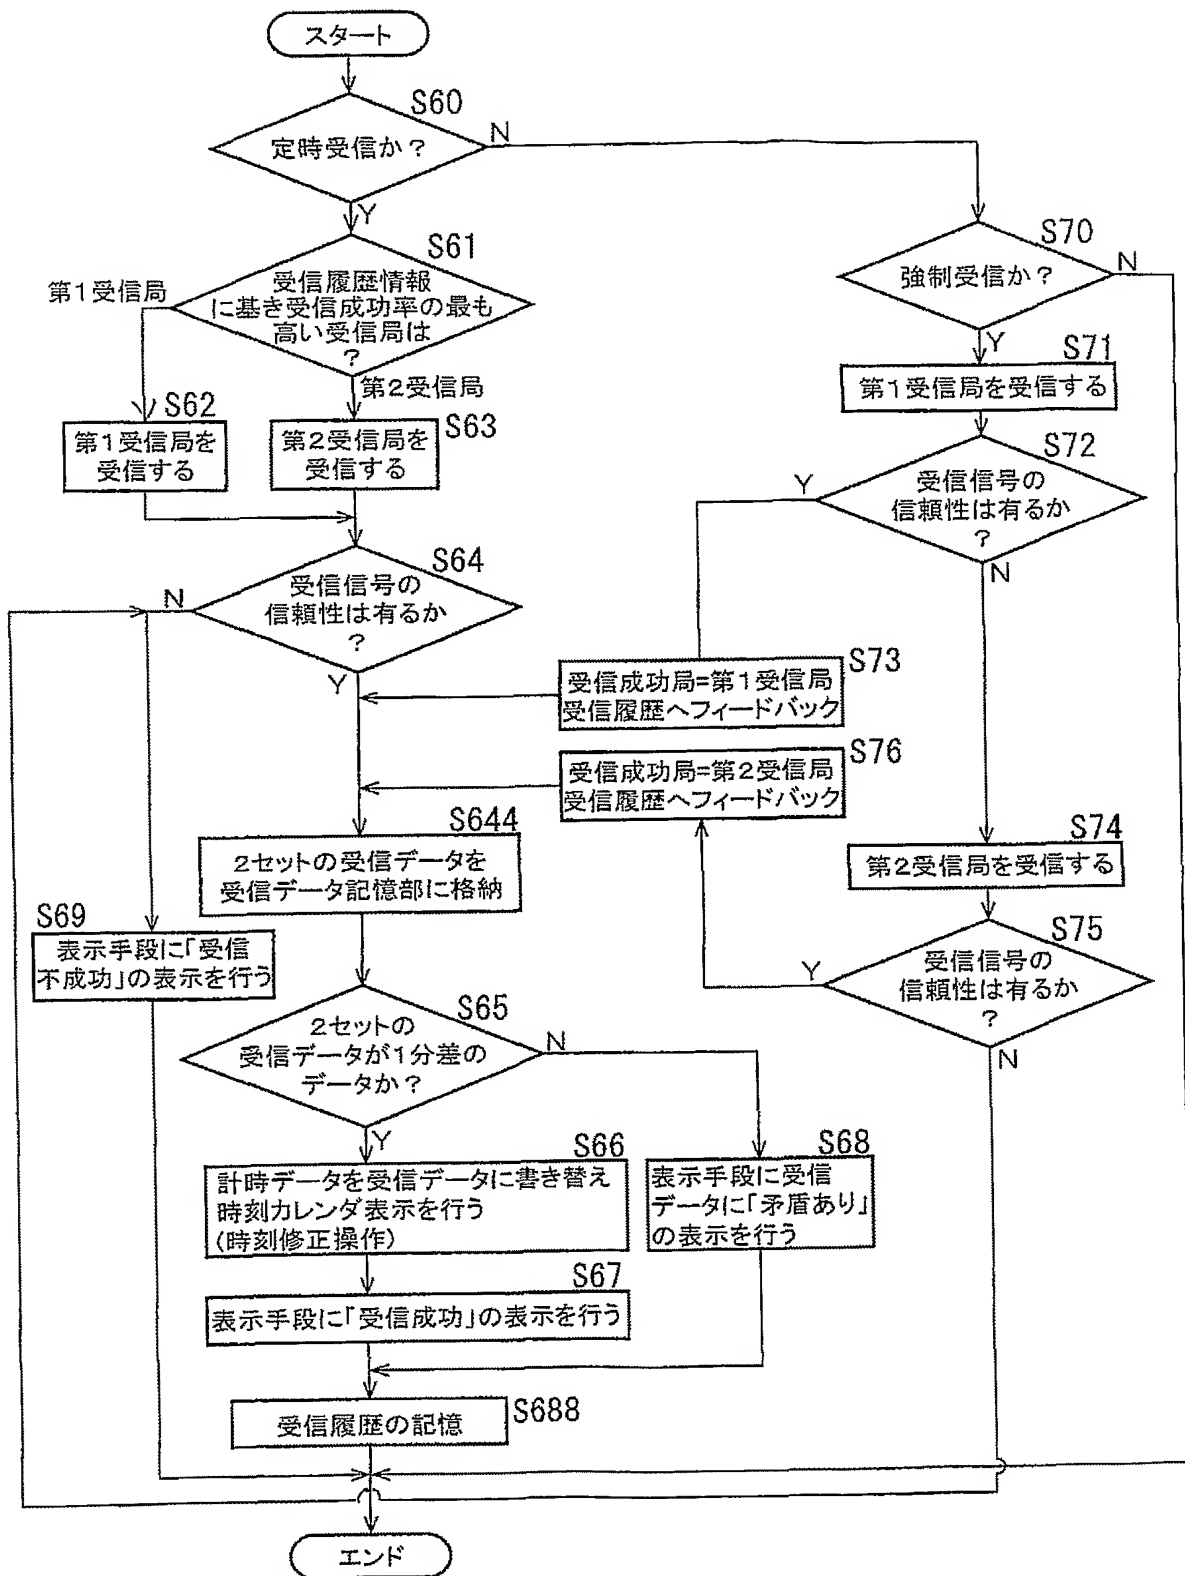 スタート
S60
定時受信か？
N
Y
S61
受信履歴情報
に基き受信成功率の最も
高い受信局は
？
第1受信局
第2受信局
S62
第1受信局を
受信する
S63
第2受信局を
受信する
S64
受信信号の
信頼性は有るか
？
N
Y
S70
強制受信か？
N
Y
S71
第1受信局を受信する
S72
受信信号の
信頼性は有るか
？
Y
N
S73
受信成功局=第1受信局
受信履歴へフィードバック
S76
受信成功局=第2受信局
受信履歴へフィードバック
S74
第2受信局を受信する
S75
受信信号の
信頼性は有るか
？
Y
N
S644
2セットの受信データを
受信データ記憶部に格納
S69
表示手段に「受信
不成功」の表示を行う
S65
2セットの
受信データが1分差の
データか？
N
Y
S66
計時データを受信データに書き替え
時刻カレンダ表示を行う
(時刻修正操作)
S68
表示手段に受信
データに「矛盾あり」
の表示を行う
S67
表示手段に「受信成功」の表示を行う
S688
受信履歴の記憶
エンド